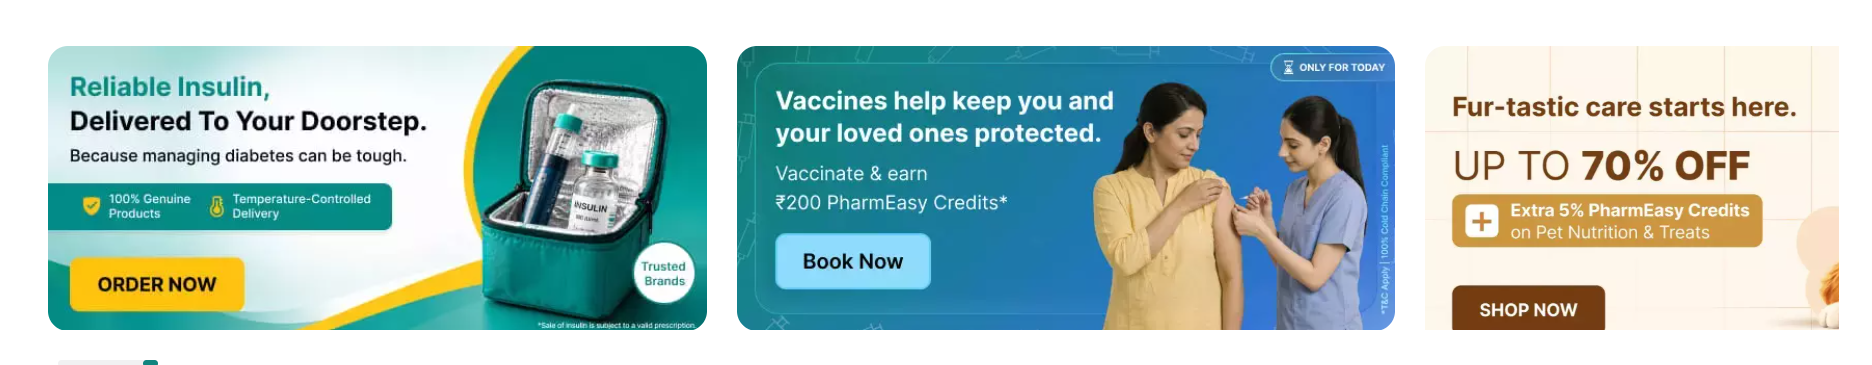 Reliable Insulin,
Delivered To Your Doorstep.
Because managing diabetes can be tough.
100% Genuine
Products
Temperature-Controlled
Delivery
ORDER NOW
INSULIN
Trusted
Brands
*Sale of insulin is subject to a valid prescription.
ONLY FOR TODAY
Vaccines help keep you and
your loved ones protected.
Vaccinate & earn
₹200 PharmEasy Credits*
Book Now
*T&C Apply | 100% Cold Chain Compliant
Fur-tastic care starts here.
UP TO 70% OFF
Extra 5% PharmEasy Credits
on Pet Nutrition & Treats
SHOP NOW